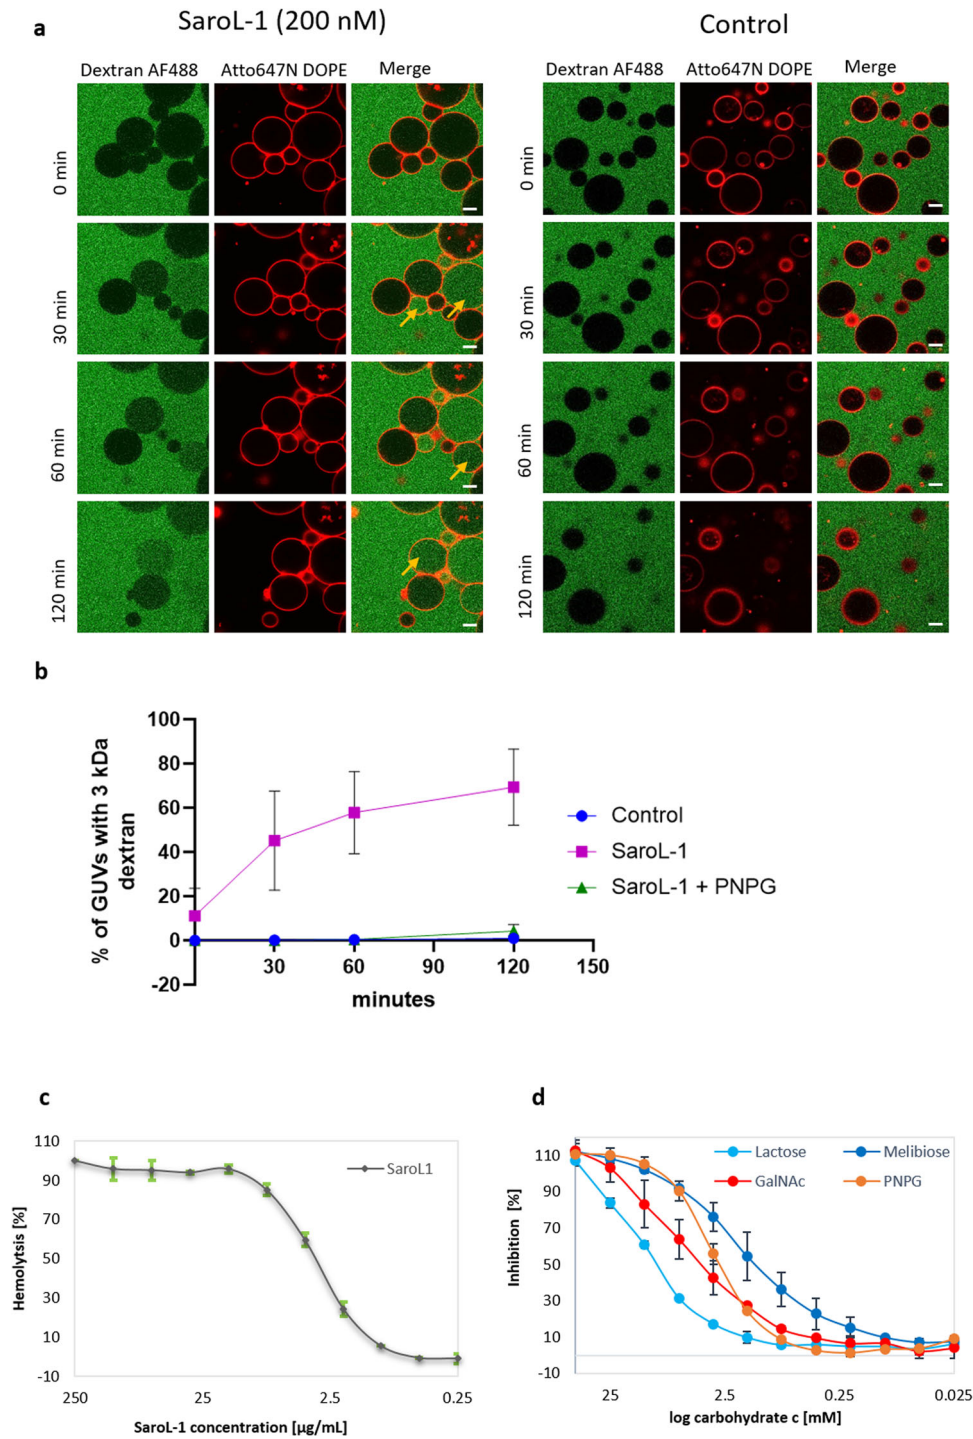 a
SaroL-1 (200 nM)
Control
Dextran AF488 Atto647N DOPE Merge
Dextran AF488 Atto647N DOPE Merge
0 min
30 min
60 min
120 min
0 min
30 min
60 min
120 min
b
100
80
60
40
20
0
-20
% of GUVs with 3 kDa
dextran
30 60 90 120 150
minutes
Control
SaroL-1
SaroL-1 + PNPG
c
110
90
70
50
30
10
-10
Hemolytsis [%]
SaroL1
250 25 2.5 0.25
SaroL-1 concentration [µg/mL]
d
110
90
70
50
30
10
-10
Inhibtion [%]
Lactose Melibiose
GalNAc PNPG
25 2.5 0.25 0.025
log carbohydrate c [mM]